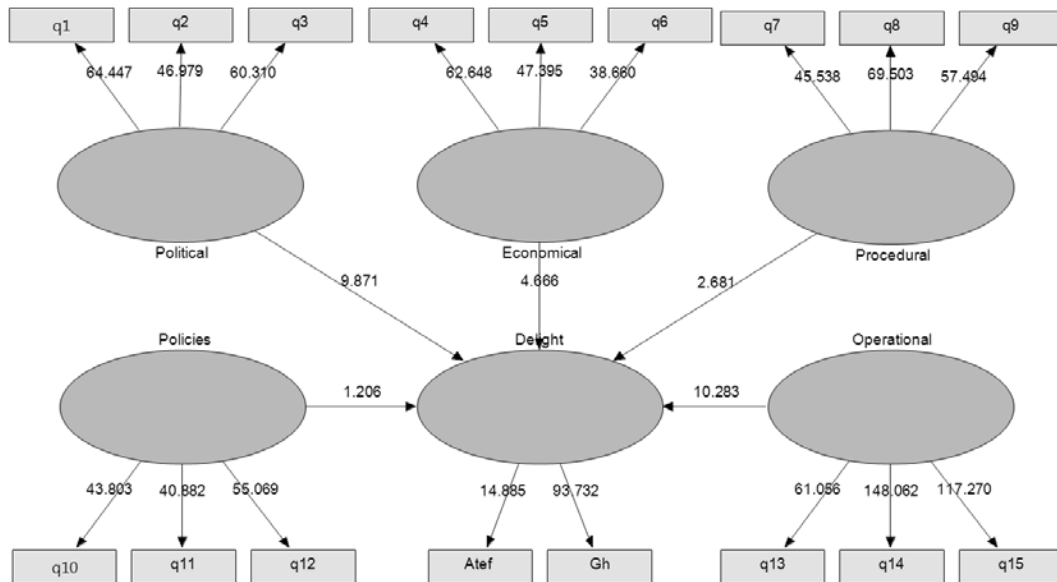 q1 q2 q3 q4 q5 q6 q7 q8 q9
64.447 46.979 60.310 62.648 47.395 38.660 45.538 69.503 57.494
Political Economical Procedural
9.871 4.666 2.681
Policies Delight Operational
1.206 10.283
43.803 40.882 55.069 14.885 93.732 61.056 148.062 117.270
q10 q11 q12 Atef Gh q13 q14 q15